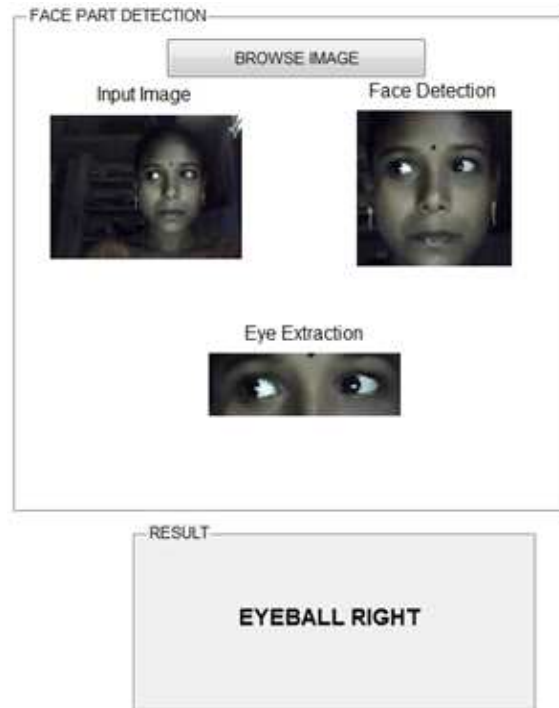 FACE PART DETECTION
BROWSE IMAGE
Input Image
Face Detection
Eye Extraction
RESULT
EYEBALL RIGHT